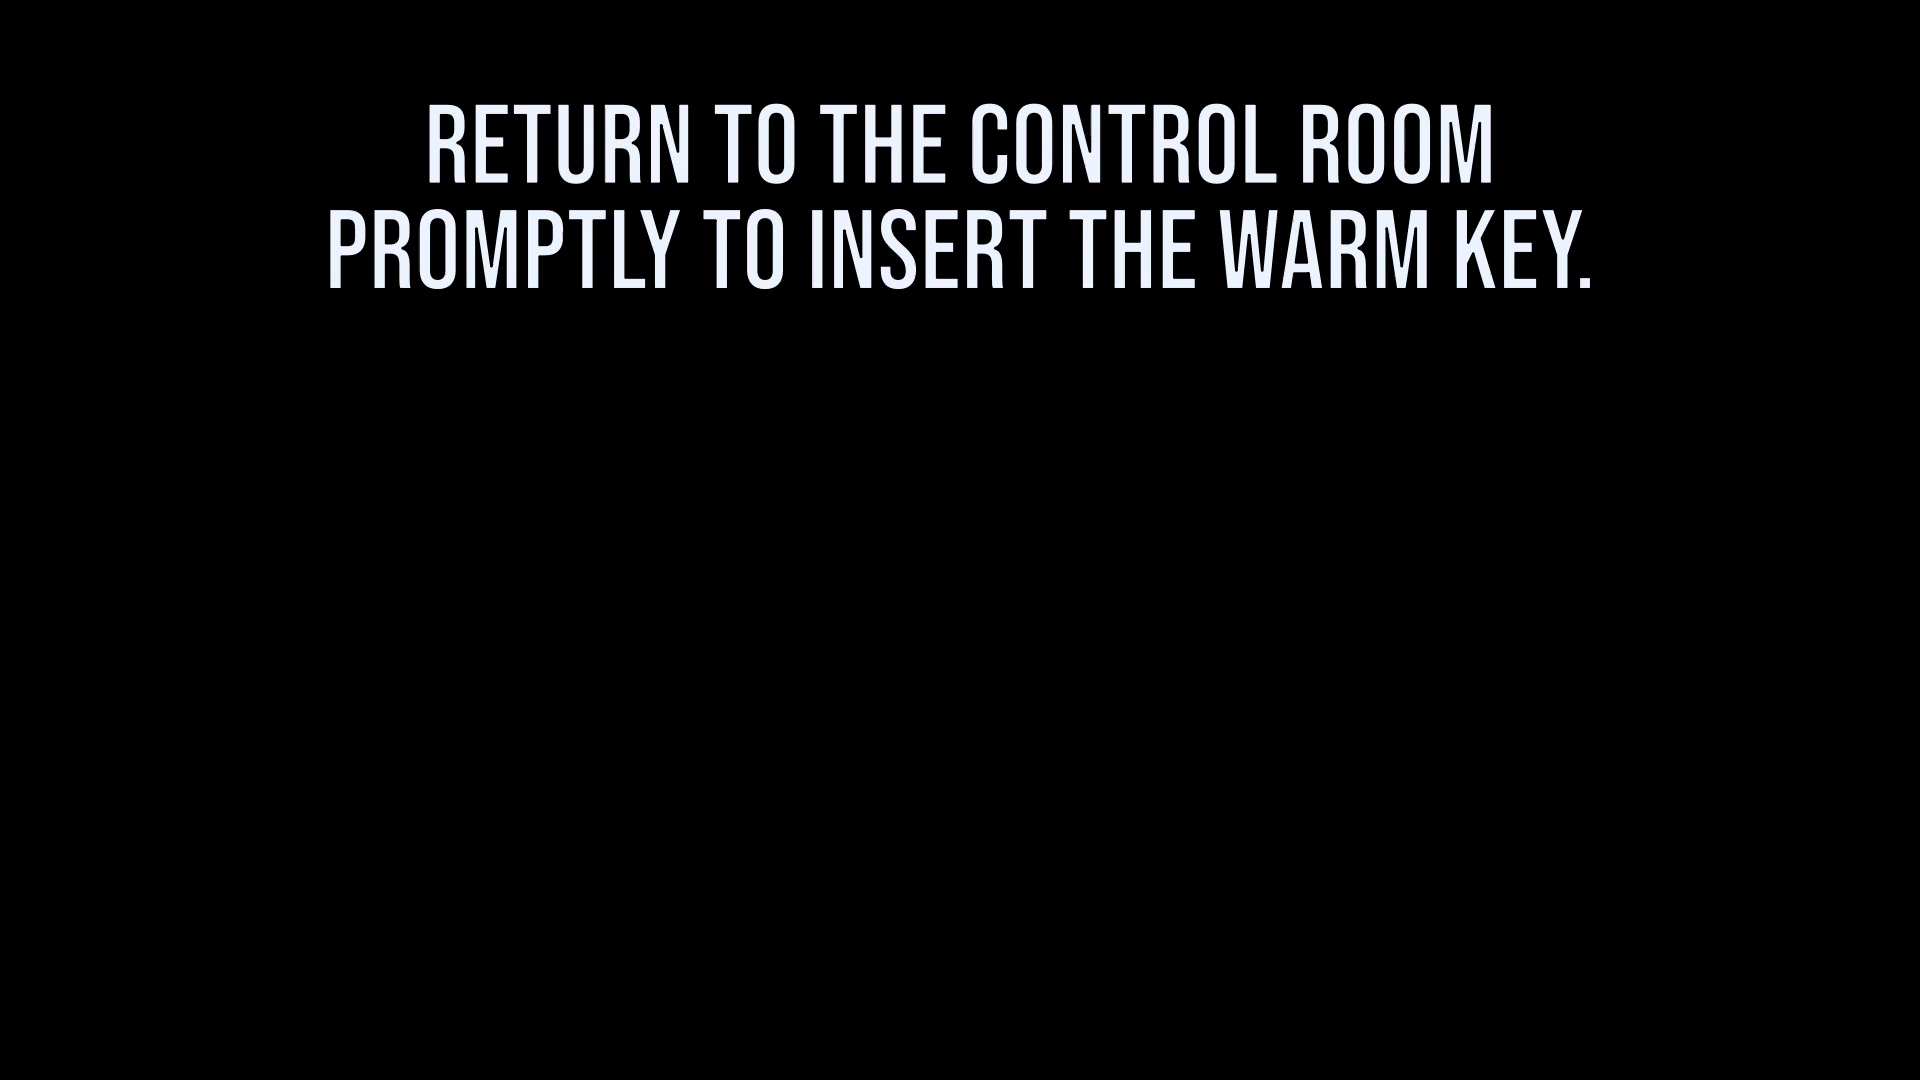 RETURN TO THE CONTROL ROOM
PROMPTLY TO INSERT THE WARM KEY.